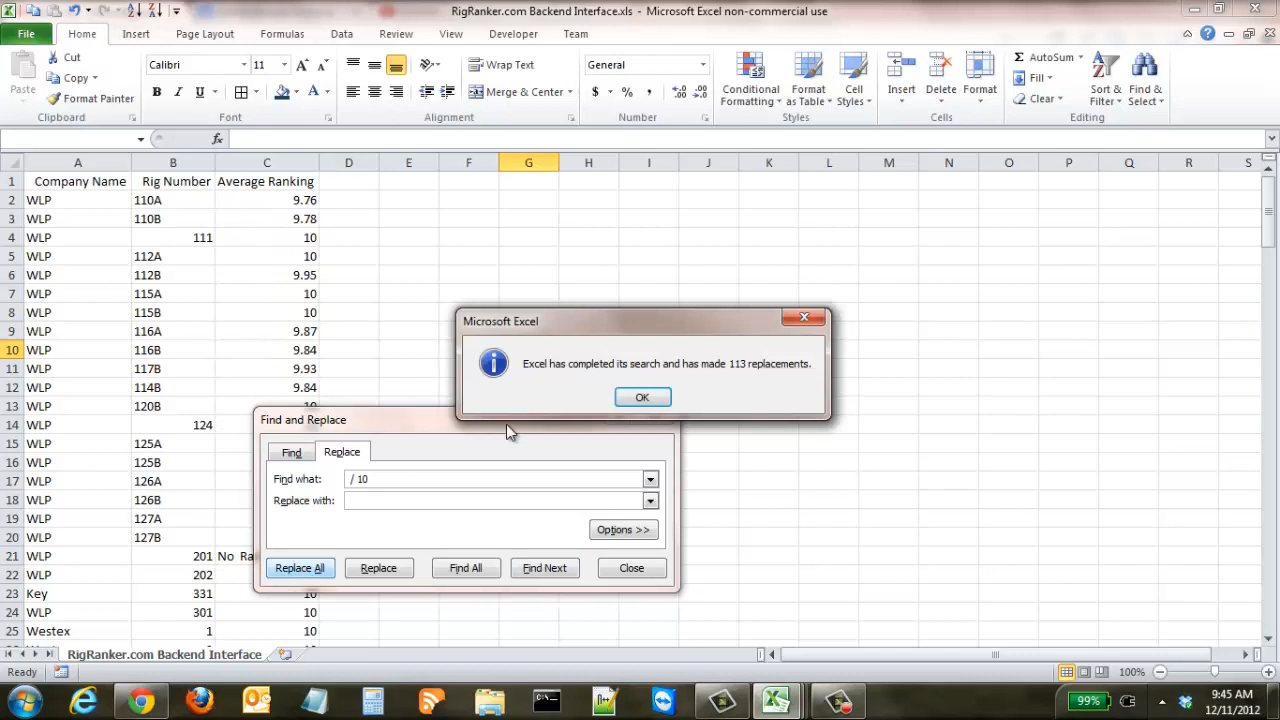 RigRanker.com Backend Interface.xls - Microsoft Excel non-commercial use
File Home Insert Page Layout Formulas Data Review View Developer Team
Cut
Copy
Format Painter
Paste
Clipboard
Calibri 11
B I U
Font
Wrap Text
Merge & Center
Alignment
General
$ % ,
Number
Conditional Formatting
Format as Table
Cell Styles
Styles
Insert Delete Format
Cells
AutoSum
Fill
Clear
Sort & Filter
Find & Select
Editing
fx
A B C D E F G H I J K L M N O P Q R S
1 Company Name Rig Number Average Ranking
2 WLP 110A 9.76
3 WLP 110B 9.78
4 WLP 111 10
5 WLP 112A 10
6 WLP 112B 9.95
7 WLP 115A 10
8 WLP 115B 10
9 WLP 116A 9.87
10 WLP 116B 9.84
11 WLP 117B 9.93
12 WLP 114B 9.84
13 WLP 120B
14 WLP 124
15 WLP 125A
16 WLP 125B
17 WLP 126A
18 WLP 126B
19 WLP 127A
20 WLP 127B
21 WLP 201 No Ra
22 WLP 202
23 Key 331 10
24 WLP 301 10
25 Westex 1 10
Microsoft Excel
Excel has completed its search and has made 113 replacements.
OK
Find and Replace
Find Replace
Find what: / 10
Replace with:
Options >>
Replace All Replace Find All Find Next Close
RigRanker.com Backend Interface
Ready 100%
99% 9:45 AM
12/11/2012